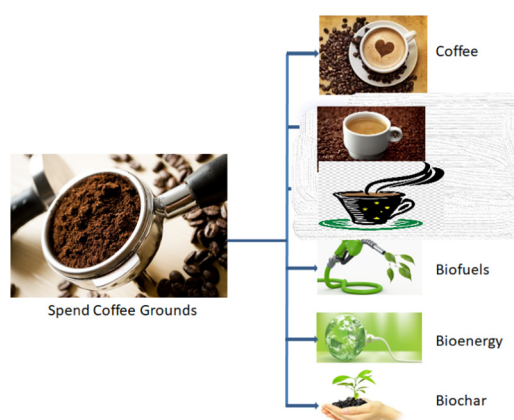 Coffee
Spend Coffee Grounds
Biofuels
Bioenergy
Biochar